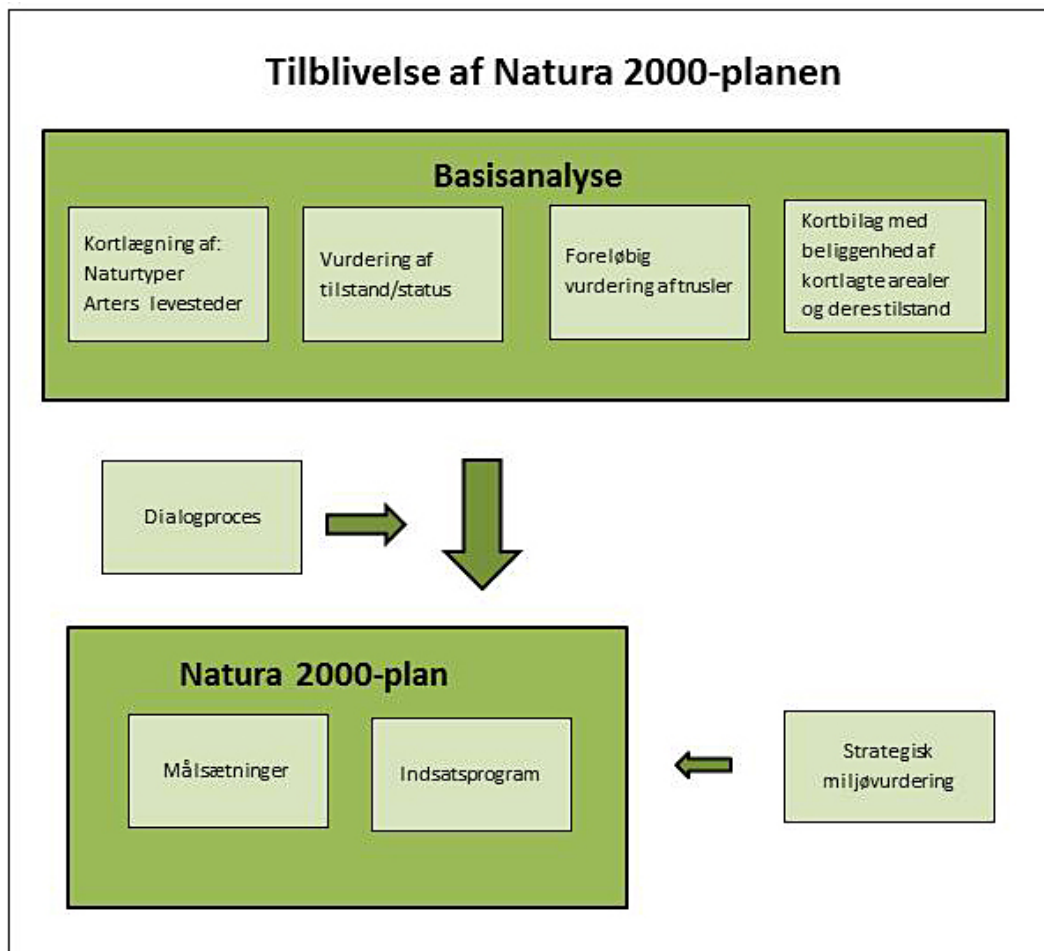 Tilblivelse af Natura 2000-planen
Basisanalyse
Kortlægning af:
Naturtyper
Arters levesteder
Vurdering af
tilstand/status
Foreløbig
vurdering af trusler
Kortbilag med
beliggenhed af
kortlagte arealer
og deres tilstand
Dialogproces
Natura 2000-plan
Målsætninger
Indsatsprogram
Strategisk
miljøvurdering